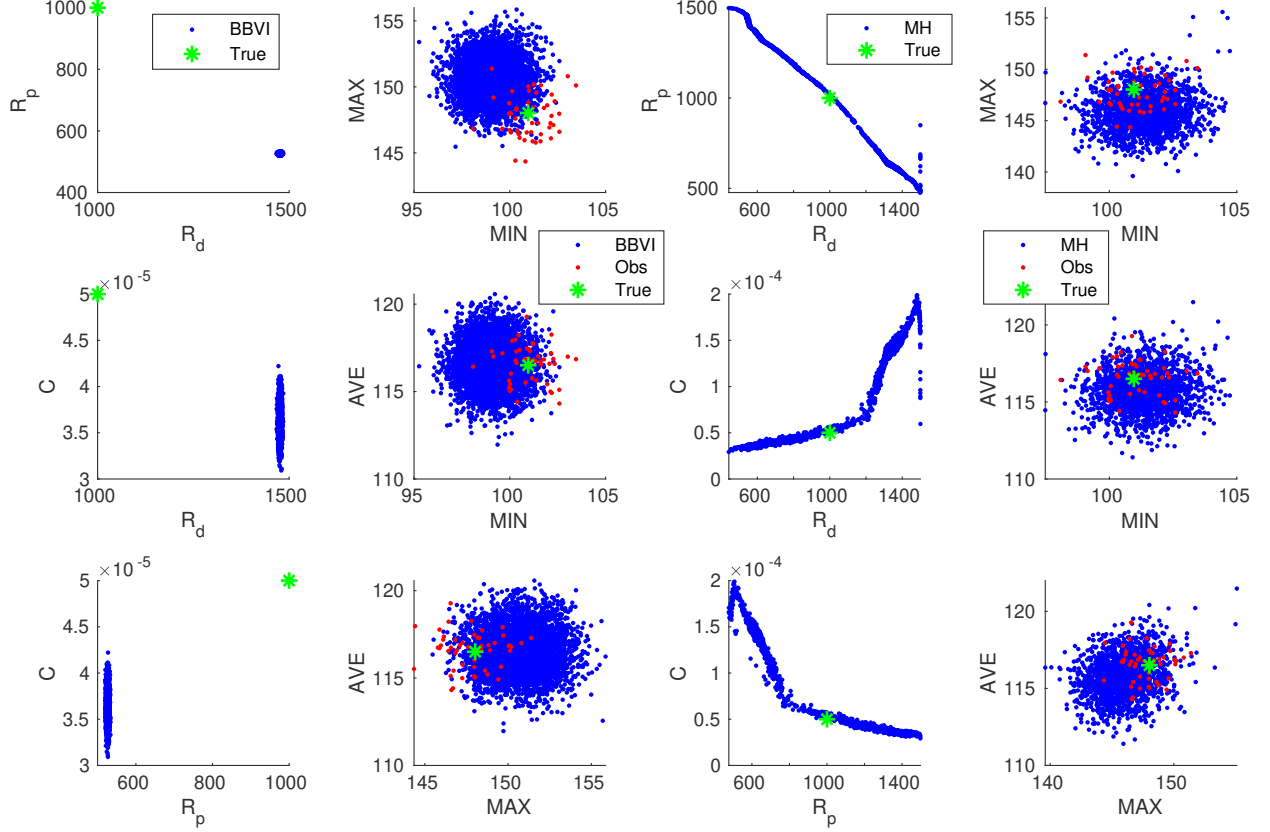 1000
800
600
400
R_p
1000
1500
R_d
BBVI
True
155
150
145
MAX
95
100
105
MIN
1500
1000
500
R_p
600
1000
1400
R_d
MH
True
155
150
145
140
MAX
100
105
MIN
× 10^-5
5
4.5
4
3.5
3
C
1000
1500
R_d
BBVI
Obs
True
120
115
110
AVE
95
100
105
MIN
× 10^-4
2
1.5
1
0.5
0
C
600
1000
1400
R_d
MH
Obs
True
120
115
110
AVE
100
105
MIN
× 10^-5
5
4.5
4
3.5
3
C
600
800
1000
R_p
120
115
110
AVE
145
150
155
MAX
× 10^-4
2
1.5
1
0.5
0
C
600
1000
1400
R_p
120
115
110
AVE
140
150
MAX